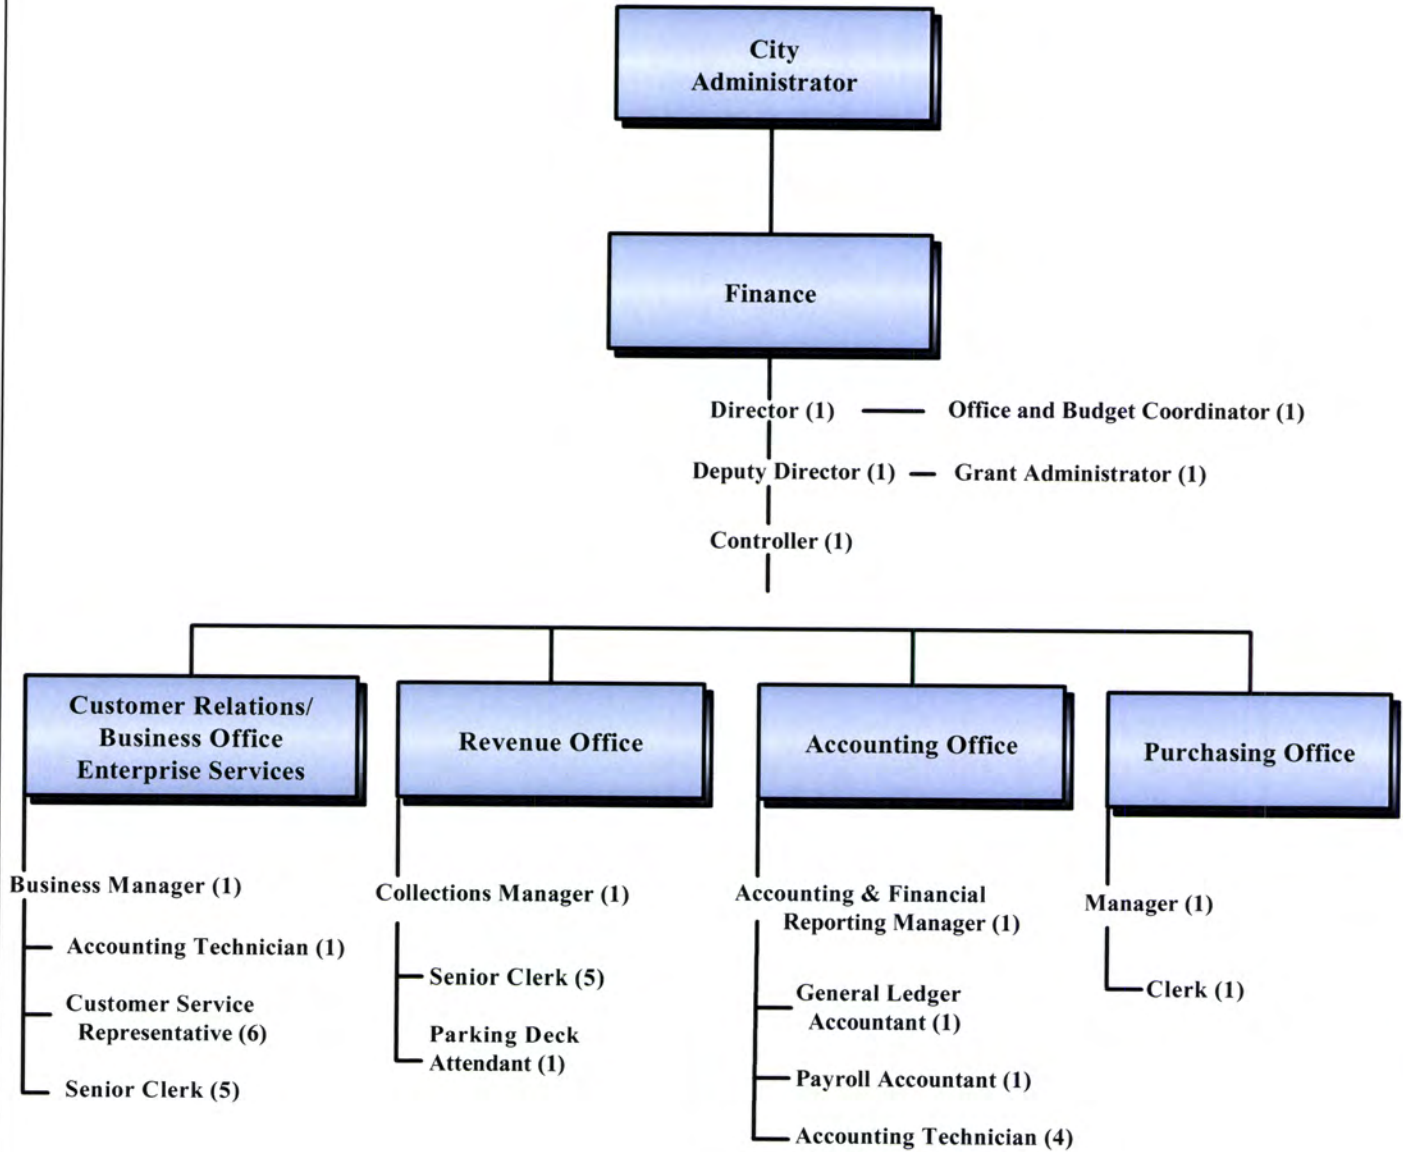 City
Administrator
Finance
Director (1)
Office and Budget Coordinator (1)
Deputy Director (1)
Grant Administrator (1)
Controller (1)
Customer Relations/
Business Office
Enterprise Services
Revenue Office
Accounting Office
Purchasing Office
Business Manager (1)
Accounting Technician (1)
Customer Service
Representative (6)
Senior Clerk (5)
Collections Manager (1)
Senior Clerk (5)
Parking Deck
Attendant (1)
Accounting & Financial
Reporting Manager (1)
General Ledger
Accountant (1)
Payroll Accountant (1)
Accounting Technician (4)
Manager (1)
Clerk (1)